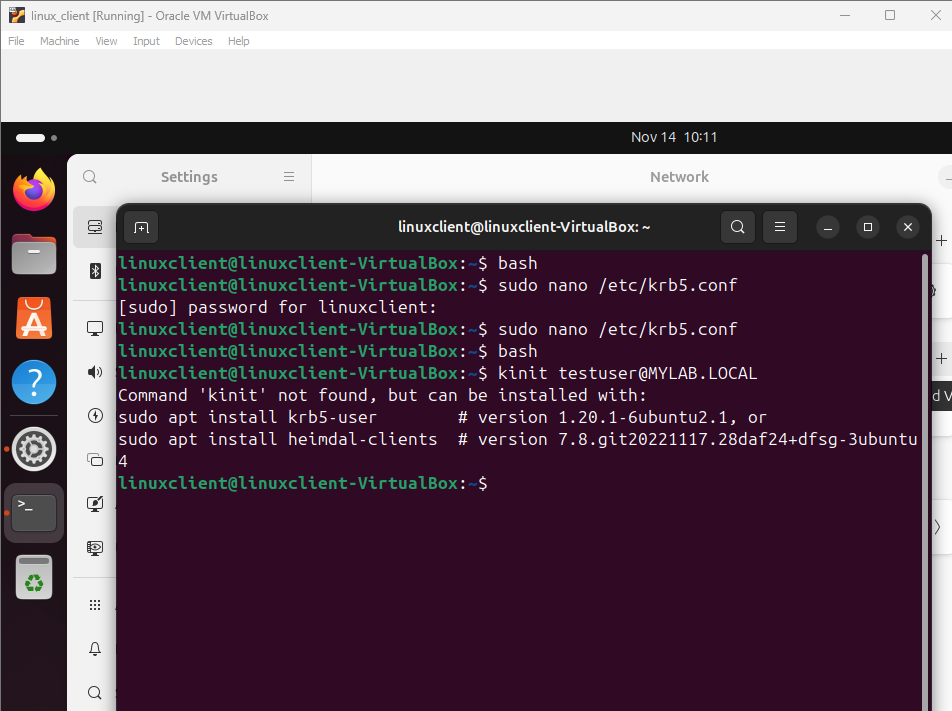 linux_client [Running] - Oracle VM VirtualBox
File Machine View Input Devices Help
Nov 14 10:11
Settings
Network
linuxclient@linuxclient-VirtualBox: ~
linuxclient@linuxclient-VirtualBox:~$ bash
linuxclient@linuxclient-VirtualBox:~$ sudo nano /etc/krb5.conf
[sudo] password for linuxclient:
linuxclient@linuxclient-VirtualBox:~$ sudo nano /etc/krb5.conf
linuxclient@linuxclient-VirtualBox:~$ bash
linuxclient@linuxclient-VirtualBox:~$ kinit testuser@MYLAB.LOCAL
Command 'kinit' not found, but can be installed with:
sudo apt install krb5-user        # version 1.20.1-6ubuntu2.1, or
sudo apt install heimdal-clients  # version 7.8.git20221117.28daf24+dfsg-3ubuntu
4
linuxclient@linuxclient-VirtualBox:~$